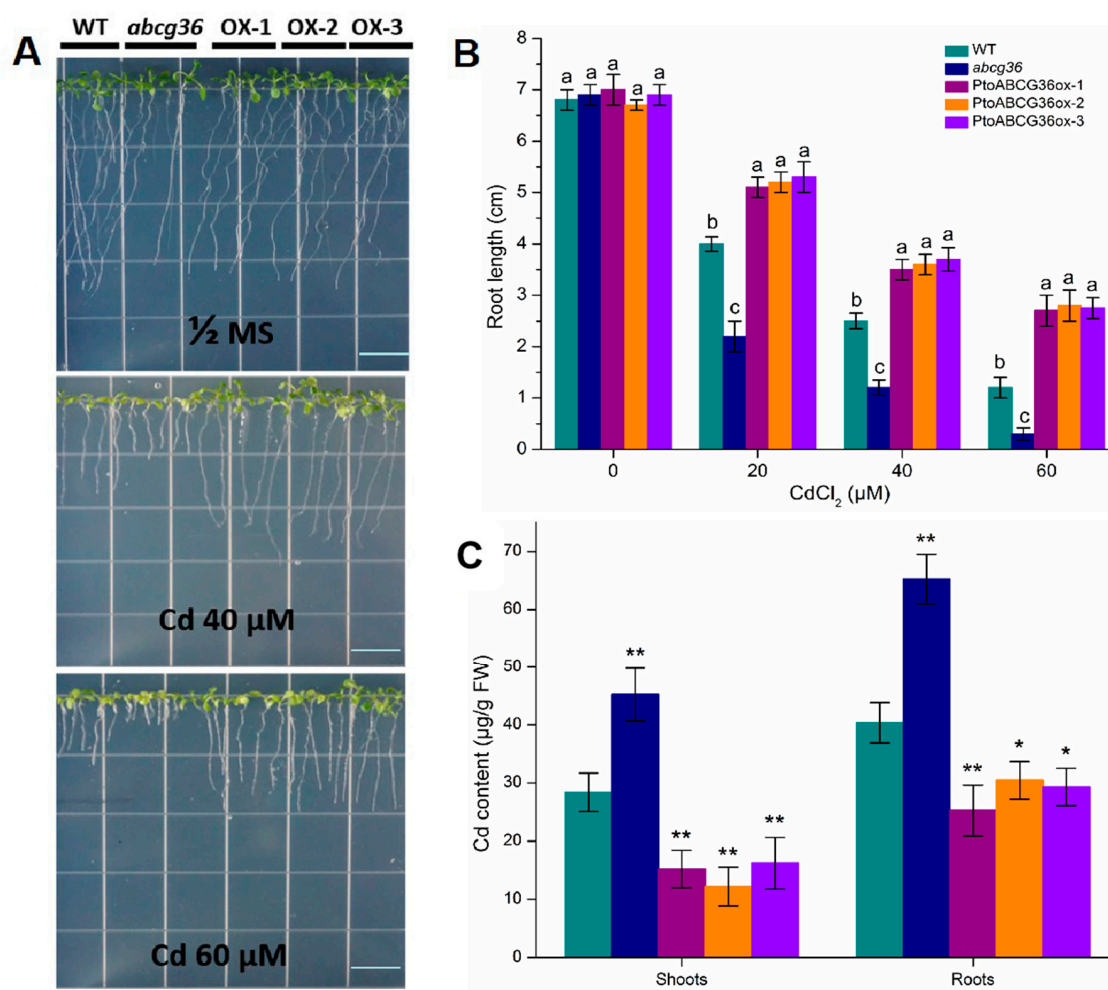 A
WT abcg36 OX-1 OX-2 OX-3
½ MS
Cd 40 µM
Cd 60 µM
B
Root length (cm)
8
7
6
5
4
3
2
1
0
WT
abcg36
PtoABCG36ox-1
PtoABCG36ox-2
PtoABCG36ox-3
a a a a a
b c a a a
b c a a a
b c a a a
0 20 40 60
CdCl₂ (µM)
C
Cd content (µg/g FW)
70
60
50
40
30
20
10
0
** ** ** **
** ** * *
Shoots Roots